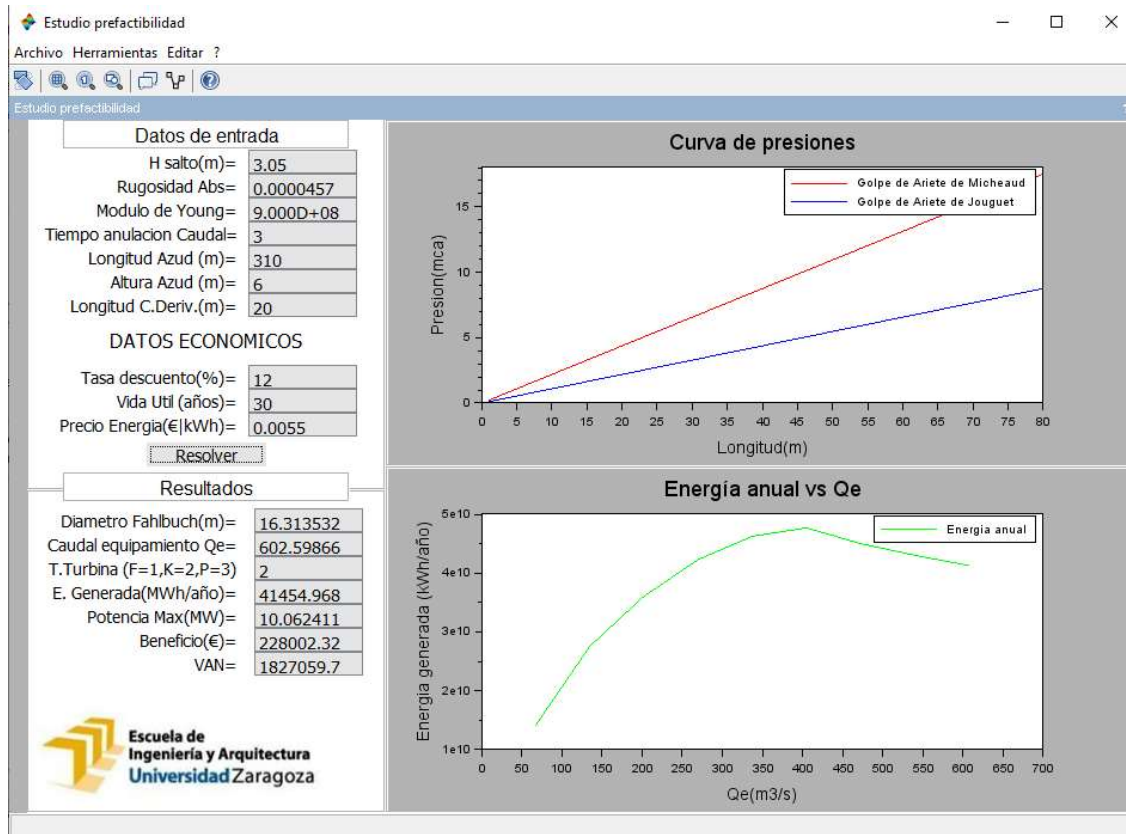 Estudio prefactibilidad
Archivo Herramientas Editar ?
Estudio prefactibilidad
Datos de entrada
H salto(m)= 3.05
Rugosidad Abs= 0.0000457
Modulo de Young= 9.000D+08
Tiempo anulacion Caudal= 3
Longitud Azud (m)= 310
Altura Azud (m)= 6
Longitud C.Deriv.(m)= 20
DATOS ECONOMICOS
Tasa descuento(%)= 12
Vida Util (años)= 30
Precio Energia(€|kWh)= 0.0055
Resolver
Resultados
Diametro Fahlbuch(m)= 16.313532
Caudal equipamiento Qe= 602.59866
T.Turbina (F=1,K=2,P=3) 2
E. Generada(MWh/año)= 41454.968
Potencia Max(MW)= 10.062411
Beneficio(€)= 228002.32
VAN= 1827059.7
Escuela de
Ingeniería y Arquitectura
Universidad Zaragoza
Curva de presiones
Golpe de Ariete de Micheaud
Golpe de Ariete de Jouguet
Presion(mca)
15
10
5
0
0 5 10 15 20 25 30 35 40 45 50 55 60 65 70 75 80
Longitud(m)
Energía anual vs Qe
Energia anual
Energia generada (kWh/año)
5e10
4e10
3e10
2e10
1e10
0 50 100 150 200 250 300 350 400 450 500 550 600 650 700
Qe(m3/s)